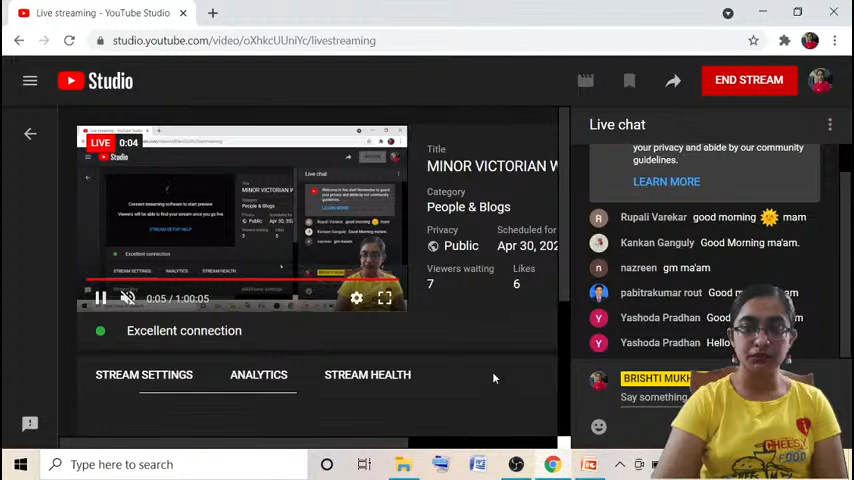 Live streaming - YouTube Studio
studio.youtube.com/video/oXhkcUUniYc/livestreaming
Studio
END STREAM
LIVE 0:04
Title
MINOR VICTORIAN W
Category
People & Blogs
Privacy
Scheduled for
Public
Apr 30, 202
Viewers waiting
Likes
7
6
0:05 / 1:00:05
Excellent connection
STREAM SETTINGS
ANALYTICS
STREAM HEALTH
Live chat
your privacy and abide by our community
guidelines.
LEARN MORE
Rupali Varekar good morning mam
Kankan Ganguly Good Morning ma'am.
nazreen gm ma'am
pabitrakumar rout Good
Yashoda Pradhan Goo
Yashoda Pradhan Hello
BRISHTI MUKH
Say something
CHEESY
FOOD
Type here to search